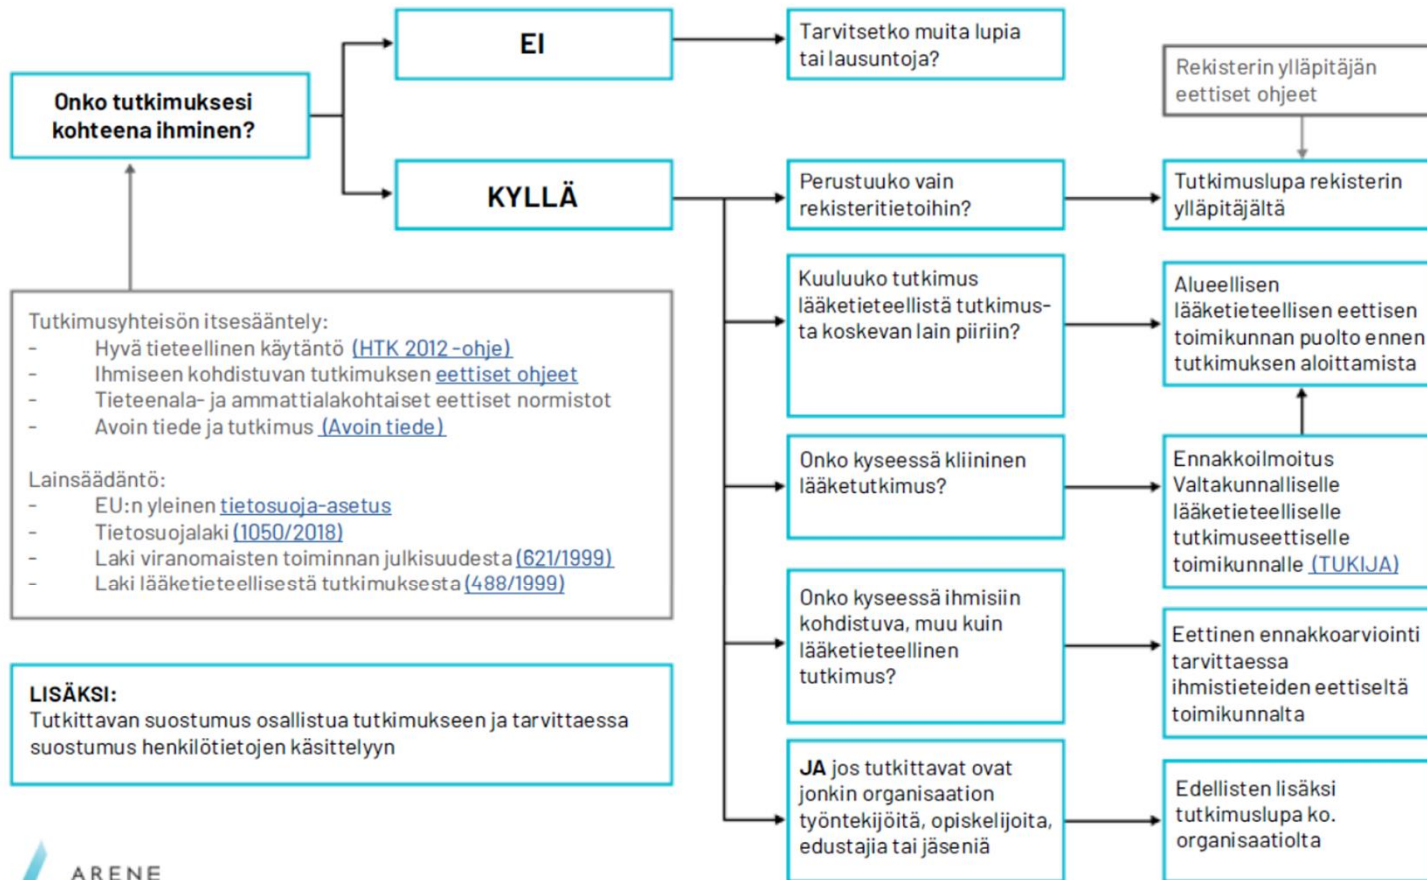 Onko tutkimuksesi
kohteena ihminen?
EI
Tarvitsetko muita lupia
tai lausuntoja?
Rekisterin ylläpitäjän
eettiset ohjeet
KYLLÄ
Perustuuko vain
rekisteritietoihin?
Tutkimuslupa rekisterin
ylläpitäjältä
Kuuluuko tutkimus
lääketieteellistä tutkimus-
ta koskevan lain piiriin?
Alueellisen
lääketieteellisen eettisen
toimikunnan puolto ennen
tutkimuksen aloittamista
Onko kyseessä kliininen
lääketutkimus?
Ennakkoilmoitus
Valtakunnalliselle
lääketieteelliselle
tutkimuseettiselle
toimikunnalle (TUKIJA)
Onko kyseessä ihmisiin
kohdistuva, muu kuin
lääketieteellinen
tutkimus?
Eettinen ennakkoarviointi
tarvittaessa
ihmistieteiden eettiseltä
toimikunnalta
JA jos tutkittavat ovat
jonkin organisaation
työntekijöitä, opiskelijoita,
edustajia tai jäseniä
Edellisten lisäksi
tutkimuslupa ko.
organisaatiolta
Tutkimusyhteisön itsesääntely:
- Hyvä tieteellinen käytäntö (HTK 2012 -ohje)
- Ihmiseen kohdistuvan tutkimuksen eettiset ohjeet
- Tieteenala- ja ammattialakohtaiset eettiset normistot
- Avoin tiede ja tutkimus (Avoin tiede)
Lainsäädäntö:
- EU:n yleinen tietosuoja-asetus
- Tietosuojalaki (1050/2018)
- Laki viranomaisten toiminnan julkisuudesta (621/1999)
- Laki lääketieteellisestä tutkimuksesta (488/1999)
LISÄKSI:
Tutkittavan suostumus osallistua tutkimukseen ja tarvittaessa
suostumus henkilötietojen käsittelyyn
ARENE